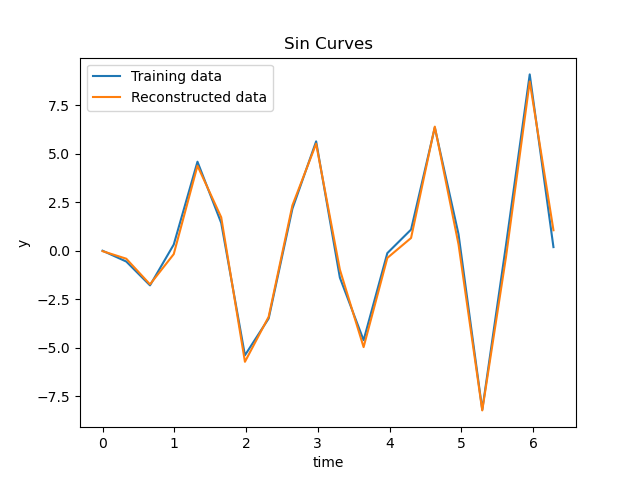 Sin Curves
Training data
Reconstructed data
7.5
5.0
2.5
0.0
−2.5
−5.0
−7.5
y
0 1 2 3 4 5 6
time